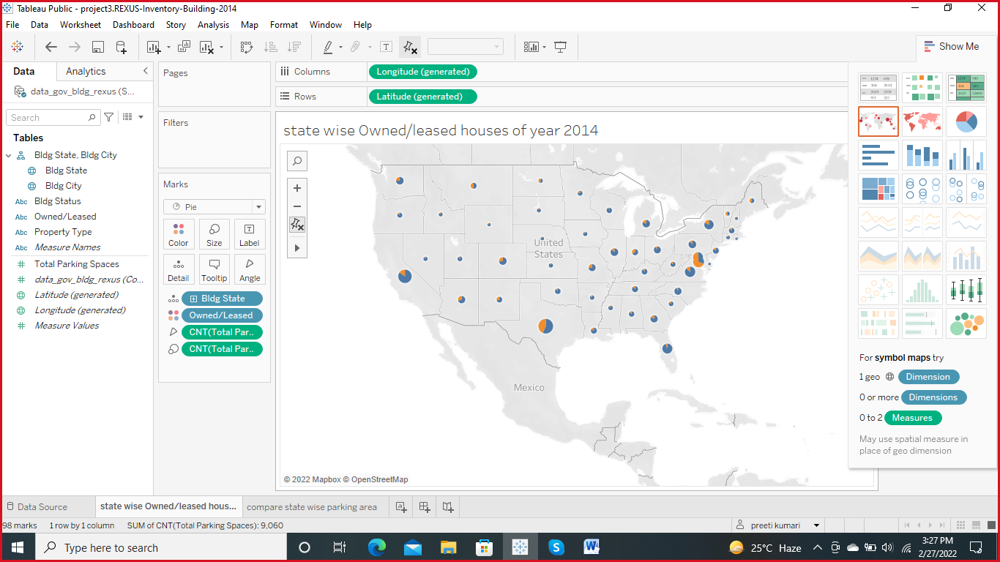 Tableau Public - project3.REXUS-Inventory-Building-2014
File Data Worksheet Dashboard Story Analysis Map Format Window Help
Show Me
Data Analytics
data_gov_bldg_rexus (S...
Search
Tables
Bldg State, Bldg City
Bldg State
Bldg City
Abc Bldg Status
Abc Owned/Leased
Abc Property Type
Abc Measure Names
Total Parking Spaces
data_gov_bldg_rexus (Co...
Latitude (generated)
Longitude (generated)
Measure Values
Pages
Filters
Marks
Pie
Color Size Label
Detail Tooltip Angle
Bldg State
Owned/Leased
CNT(Total Par..
CNT(Total Par..
Columns Longitude (generated)
Rows Latitude (generated)
state wise Owned/leased houses of year 2014
United
States
Mexico
© 2022 Mapbox © OpenStreetMap
For symbol maps try
1 geo Dimension
0 or more Dimensions
0 to 2 Measures
May use spatial measure in
place of geo dimension
Data Source state wise Owned/leased hous... compare state wise parking area
98 marks 1 row by 1 column SUM of CNT(Total Parking Spaces): 9,060
preeti kumari
Type here to search
25°C Haze
3:27 PM
2/27/2022